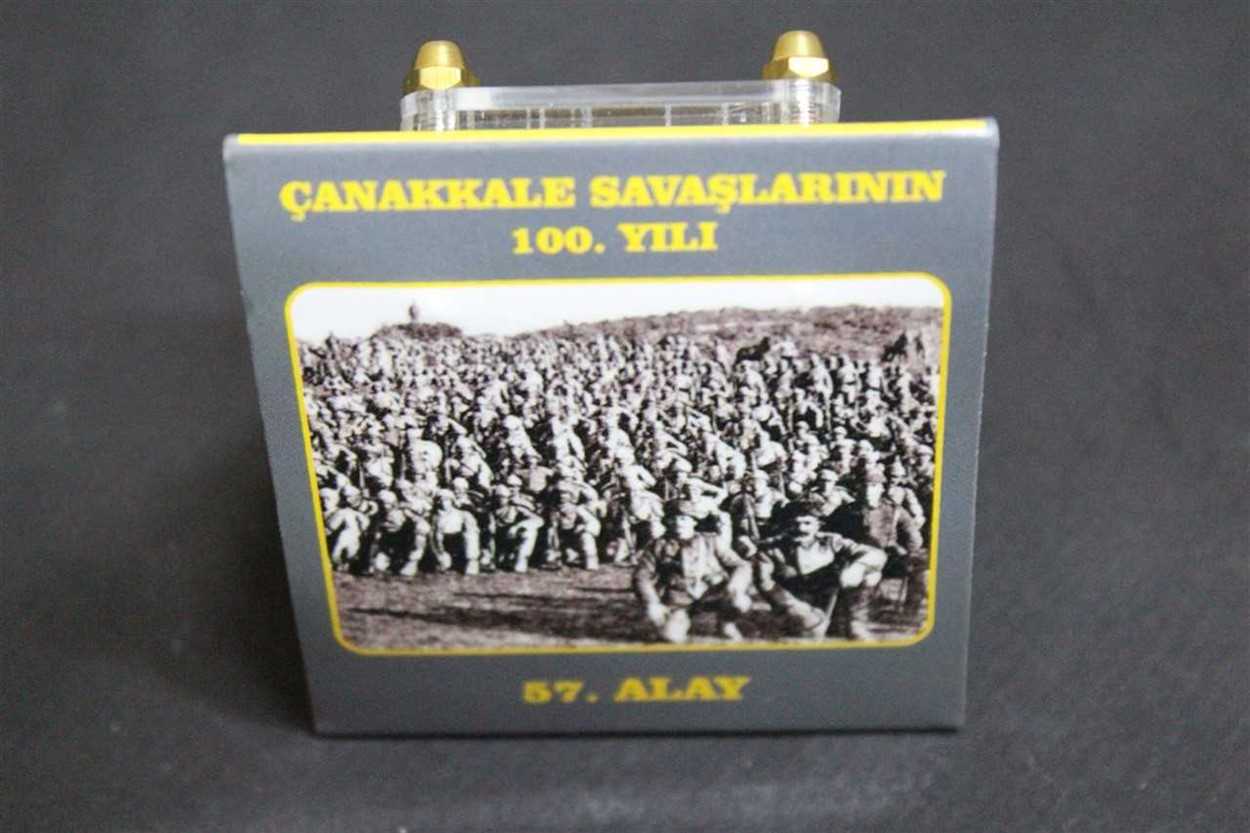 ÇANAKKALE SAVAŞLARININ
100. YILI
57. ALAY